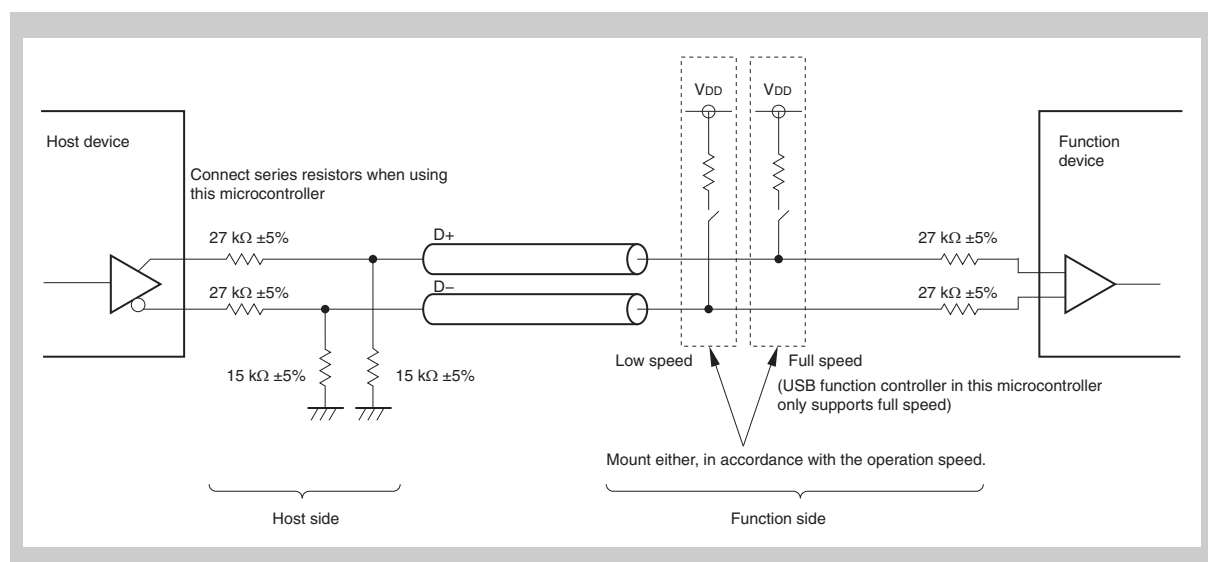 VDD
VDD
Host device
Function
device
Connect series resistors when using
this microcontroller
27 kΩ ±5%
D+
27 kΩ ±5%
27 kΩ ±5%
D−
27 kΩ ±5%
Low speed
Full speed
15 kΩ ±5%
15 kΩ ±5%
(USB function controller in this microcontroller
only supports full speed)
Mount either, in accordance with the operation speed.
Host side
Function side